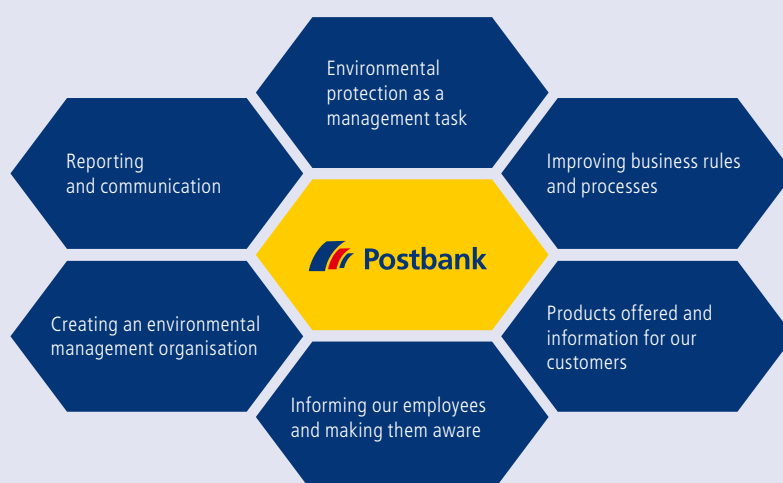 Environmental
protection as a
management task
Reporting
and communication
Improving business rules
and processes
Postbank
Creating an environmental
management organisation
Products offered and
information for our
customers
Informing our employees
and making them aware